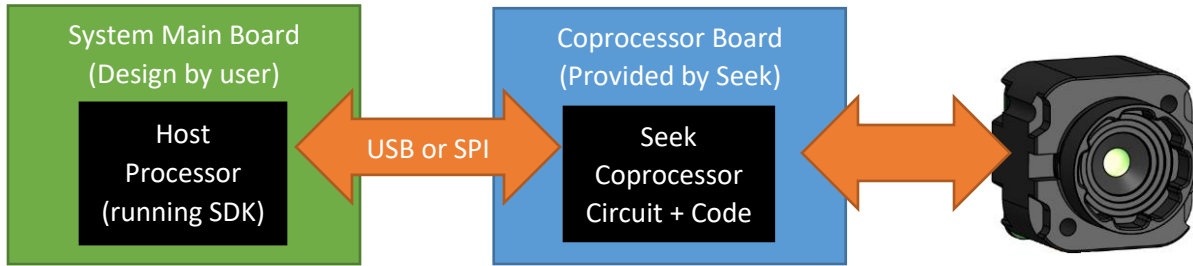 System Main Board
(Design by user)
Host
Processor
(running SDK)
USB or SPI
Coprocessor Board
(Provided by Seek)
Seek
Coprocessor
Circuit + Code